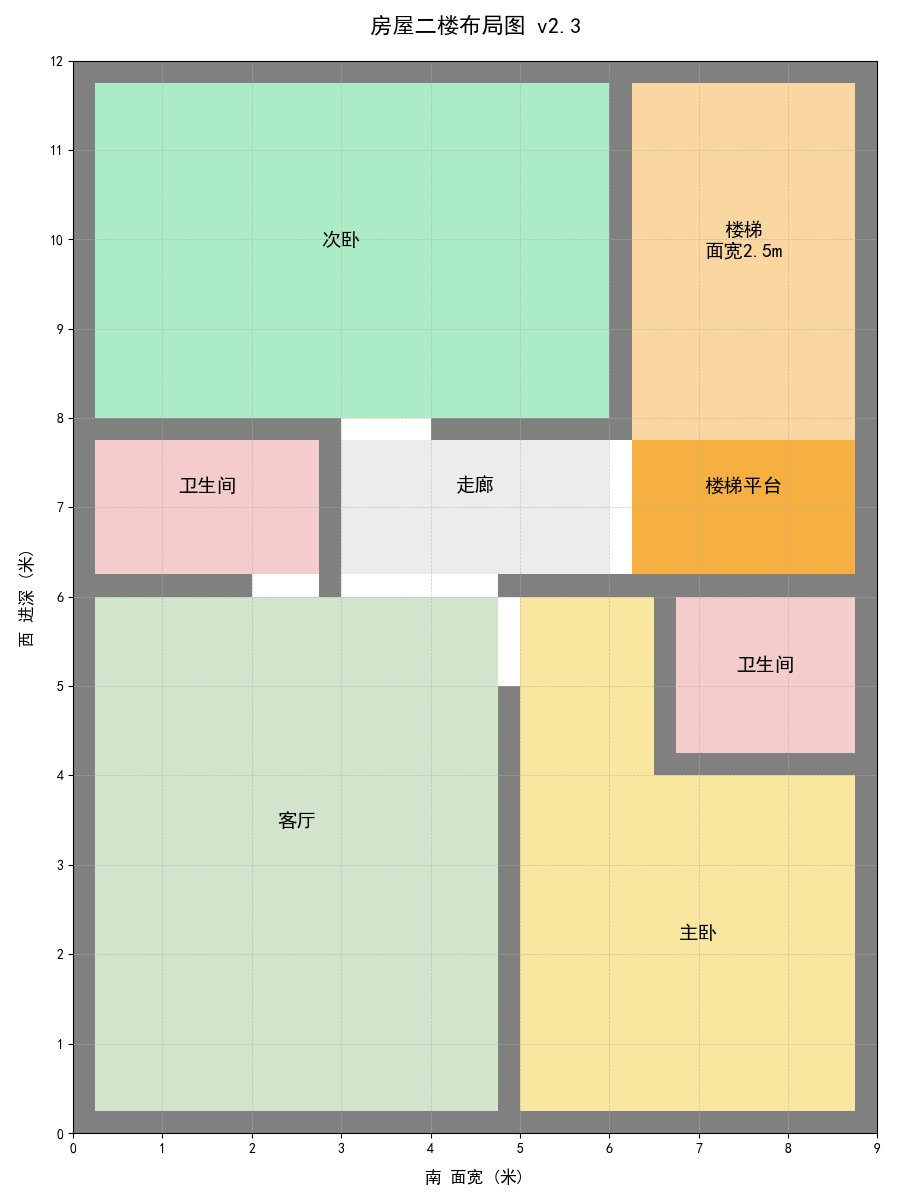 房屋二楼布局图 v2.3
12
11
10
9
8
7
6
5
4
3
2
1
0
西 进深 (米)
次卧
楼梯
面宽2.5m
卫生间
走廊
楼梯平台
卫生间
客厅
主卧
0 1 2 3 4 5 6 7 8 9
南 面宽 (米)